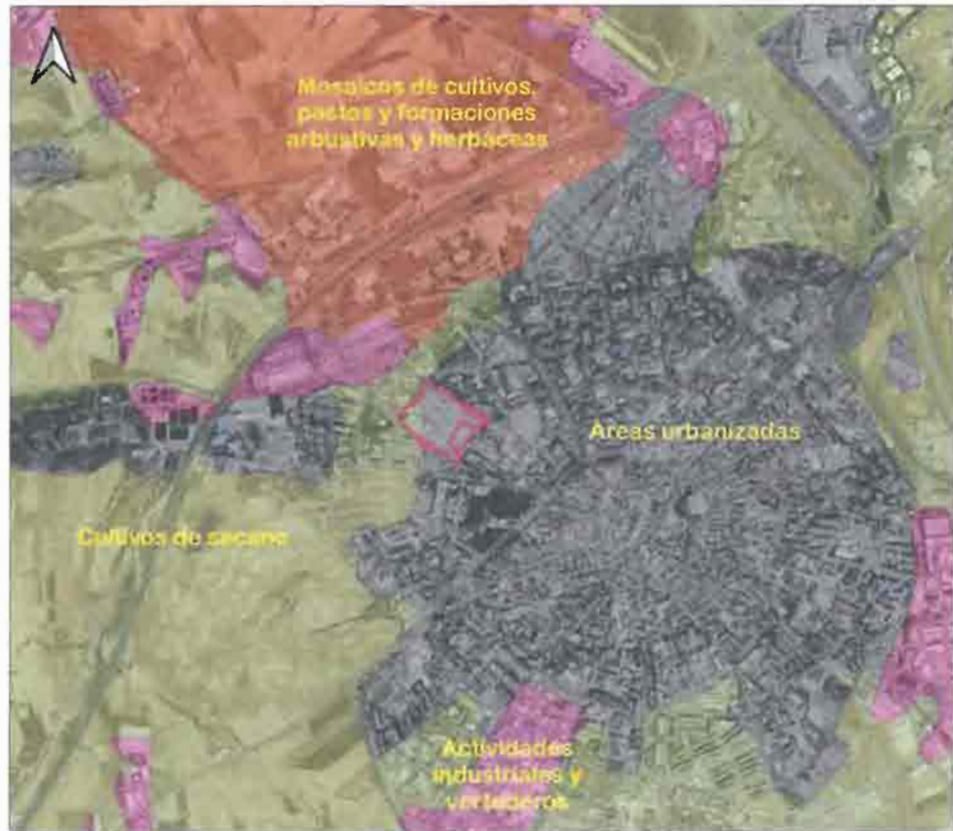 Mosaicos de cultivos,
pastos y formaciones
arbustivas y herbáceas
Áreas urbanizadas
Cultivos de secano
Actividades
industriales y
vertederos